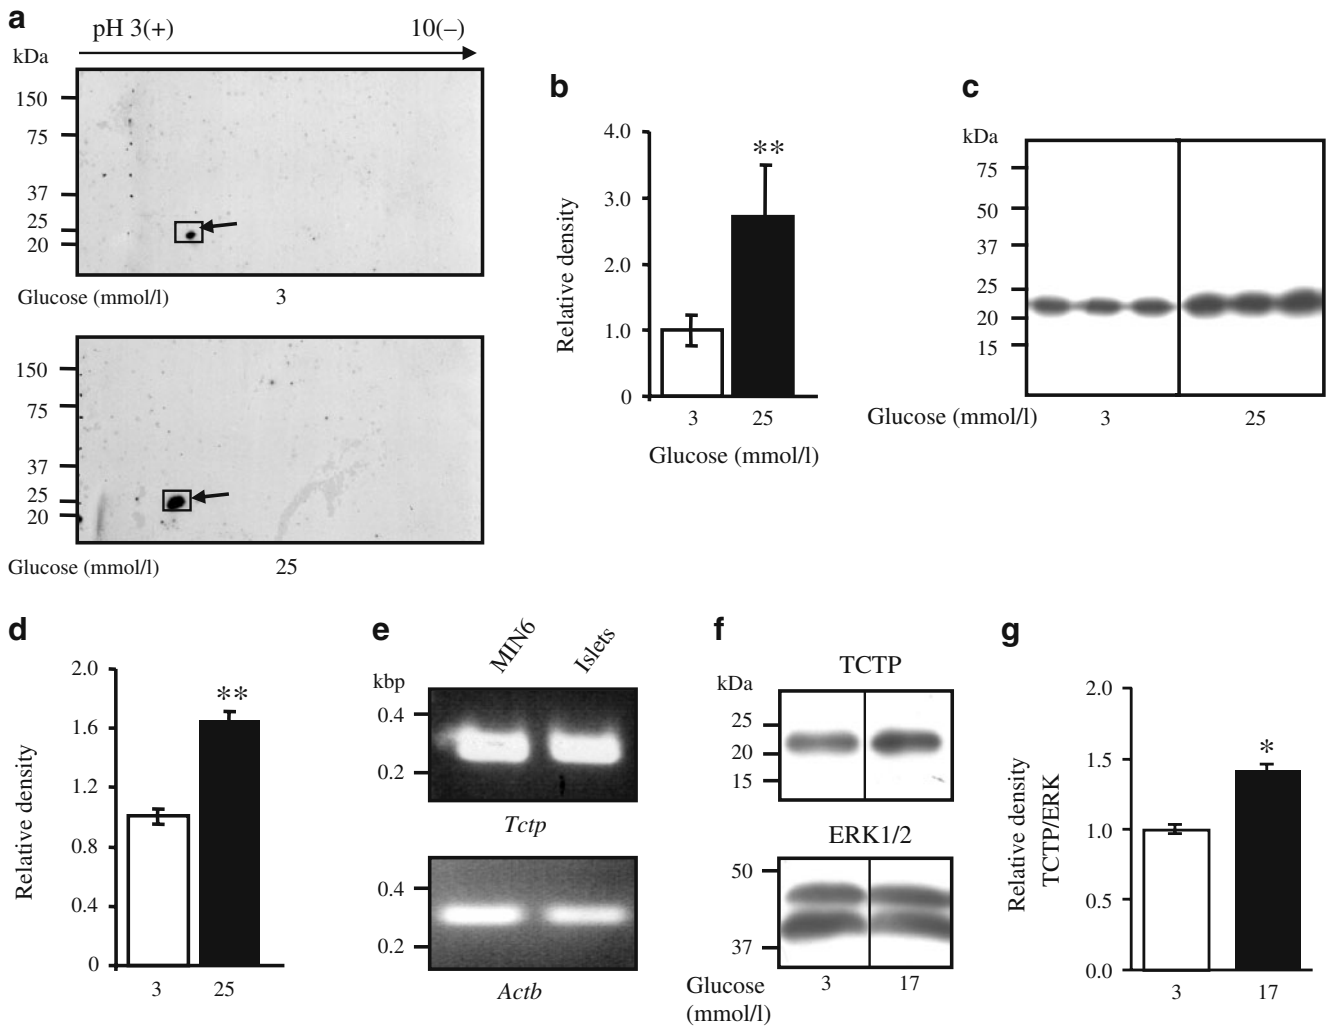 a
pH 3(+) 10(–)
kDa
150
75
37
25
20
Glucose (mmol/l) 3
150
75
37
25
20
Glucose (mmol/l) 25
b
4.0
3.0
2.0
1.0
0
Relative density
**
3 25
Glucose (mmol/l)
c
kDa
75
50
37
25
20
15
Glucose (mmol/l) 3 25
d
2.0
1.6
1.2
0.8
0.4
0
Relative density
**
3 25
e
MIN6 Islets
kbp
0.4
0.2
Tctp
0.4
0.2
Actb
f
TCTP
kDa
25
20
15
ERK1/2
50
37
Glucose 3 17
(mmol/l)
g
2.0
1.5
1.0
0.5
0.0
Relative density
TCTP/ERK
*
3 17